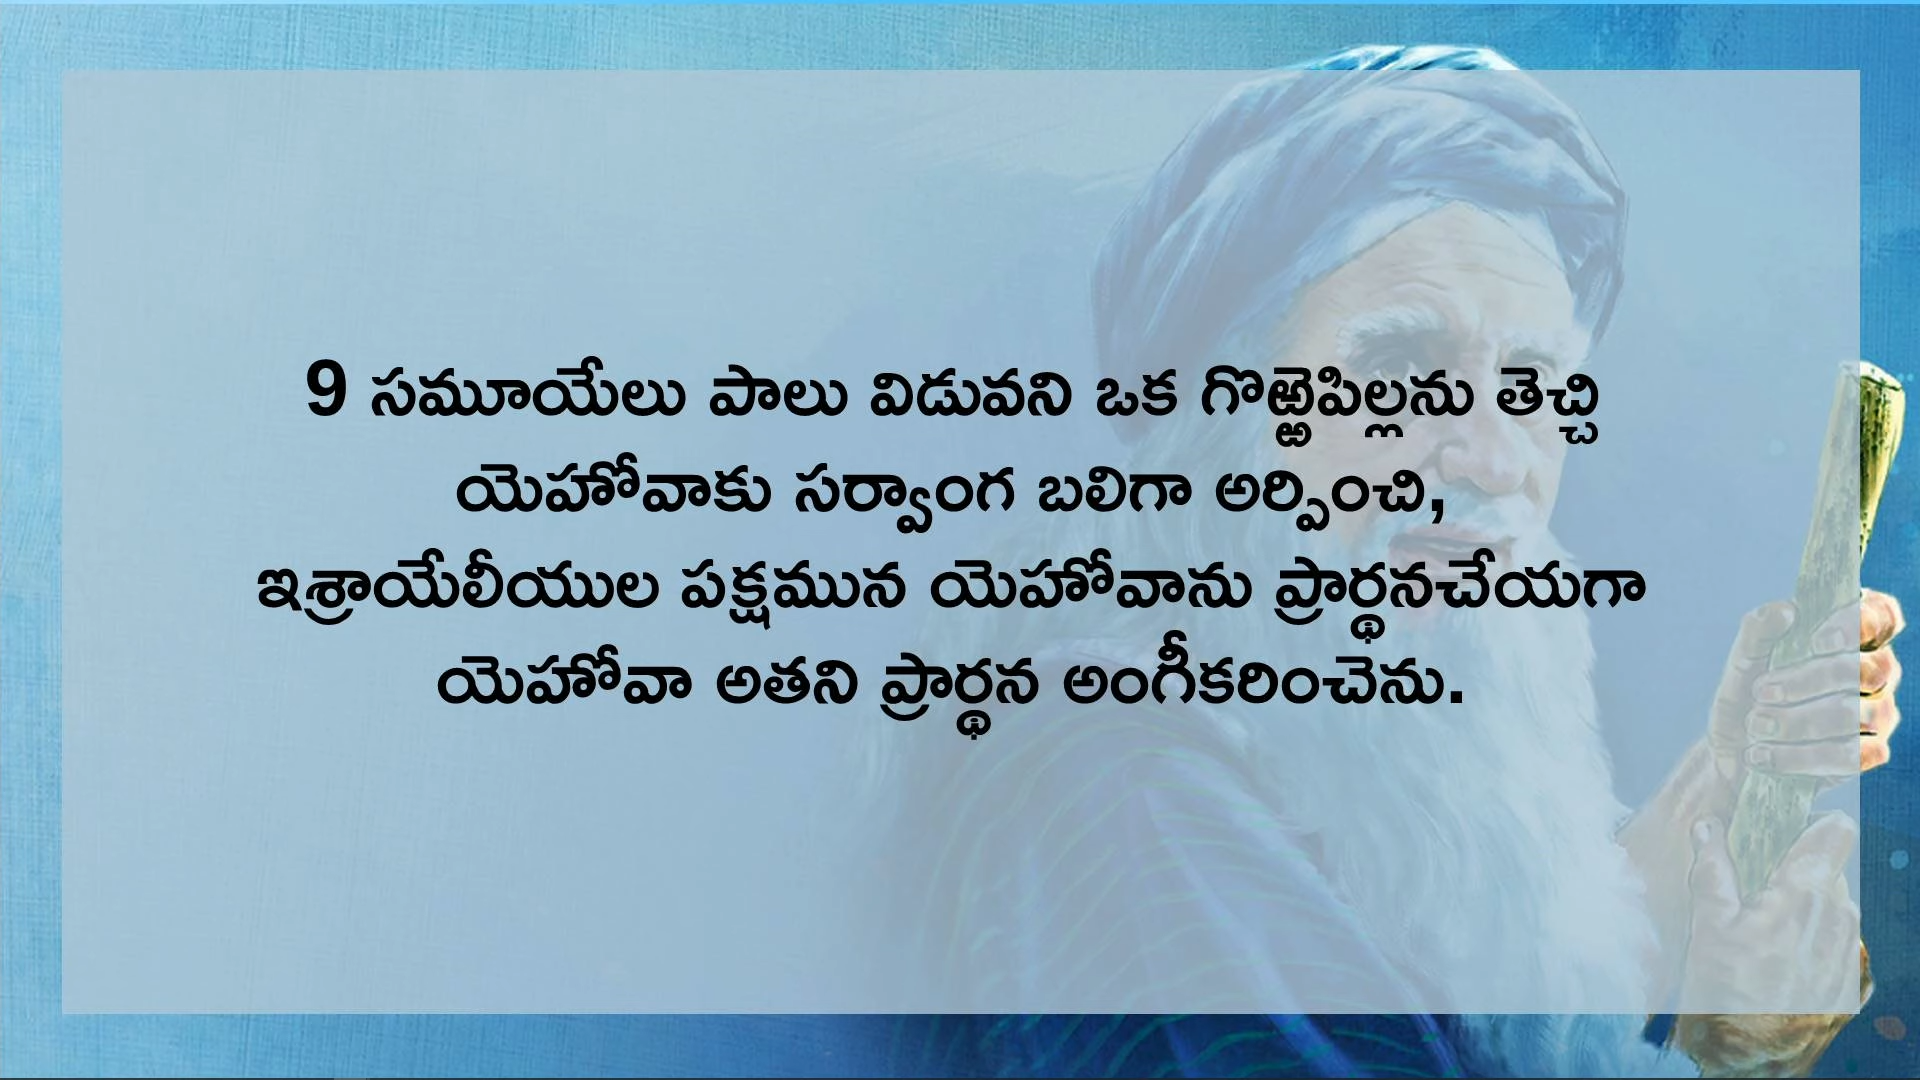 9 సమూయేలు పాలు విడువని ఒక గొఱ్ఱెపిల్లను తెచ్చి
యెహోవాకు సర్వాంగ బలిగా అర్పించి,
ఇశ్రాయేలీయుల పక్షమున యెహోవాను ప్రార్థనచేయగా
యెహోవా అతని ప్రార్థన అంగీకరించెను.